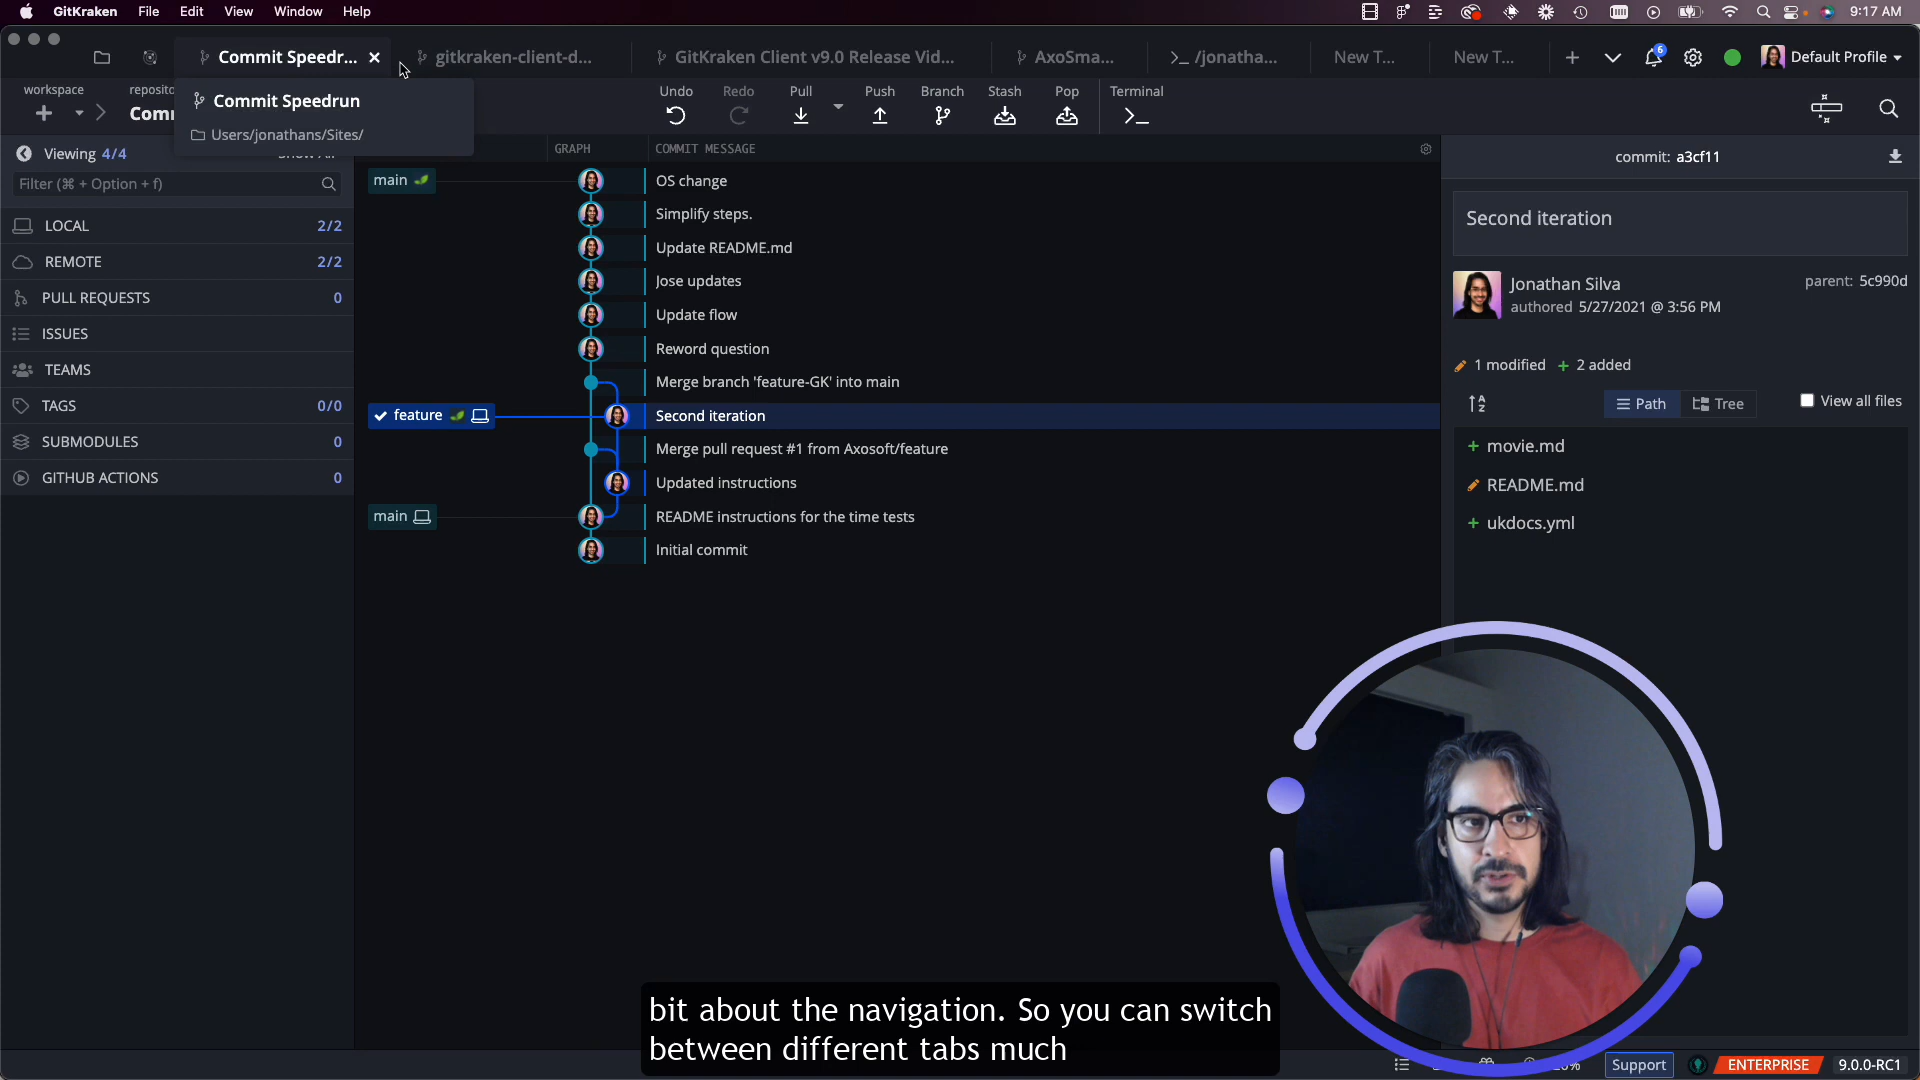 GitKraken File Edit View Window Help 9:17 AM
Commit Speedr... gitkraken-client-d... GitKraken Client v9.0 Release Vid... AxoSma... /jonatha... New T... New T... 6 Default Profile
workspace
Commit Speedrun
Users/jonathans/Sites/
Undo Redo Pull Push Branch Stash Pop Terminal
Viewing 4/4
Filter (⌘ + Option + f)
LOCAL 2/2
REMOTE 2/2
PULL REQUESTS 0
ISSUES
TEAMS
TAGS 0/0
SUBMODULES 0
GITHUB ACTIONS 0
GRAPH COMMIT MESSAGE
main OS change
Simplify steps.
Update README.md
Jose updates
Update flow
Reword question
Merge branch 'feature-GK' into main
feature Second iteration
Merge pull request #1 from Axosoft/feature
Updated instructions
main README instructions for the time tests
Initial commit
commit: a3cf11
Second iteration
Jonathan Silva parent: 5c990d
authored 5/27/2021 @ 3:56 PM
1 modified + 2 added
Path Tree View all files
+ movie.md
README.md
+ ukdocs.yml
bit about the navigation. So you can switch
between different tabs much
Support ENTERPRISE 9.0.0-RC1